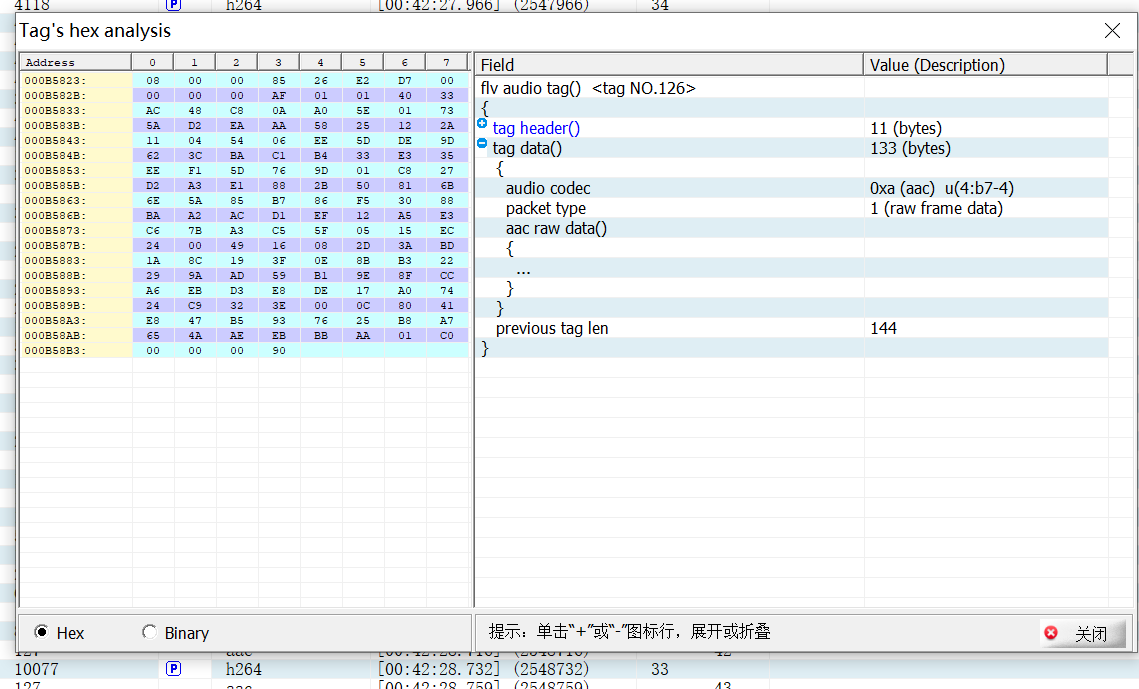 4118 P h264 [00:42:27.966] (2547966) 34
Tag's hex analysis
Address 0 1 2 3 4 5 6 7
000B5823: 08 00 00 85 26 E2 D7 00
000B582B: 00 00 00 AF 01 01 40 33
000B5833: AC 48 C8 0A A0 5E 01 73
000B583B: 5A D2 EA AA 58 25 12 2A
000B5843: 11 04 54 06 EE 5D DE 9D
000B584B: 62 3C BA C1 B4 33 E3 35
000B5853: EE F1 5D 76 9D 01 C8 27
000B585B: D2 A3 E1 88 2B 50 81 6B
000B5863: 6E 5A 85 B7 86 F5 30 88
000B586B: BA A2 AC D1 EF 12 A5 E3
000B5873: C6 7B A3 C5 5F 05 15 EC
000B587B: 24 00 49 16 08 2D 3A BD
000B5883: 1A 8C 19 3F 0E 8B B3 22
000B588B: 29 9A AD 59 B1 9E 8F CC
000B5893: A6 EB D3 E8 DE 17 A0 74
000B589B: 24 C9 32 3E 00 0C 80 41
000B58A3: E8 47 B5 93 76 25 B8 A7
000B58AB: 65 4A AE EB BB AA 01 C0
000B58B3: 00 00 00 90
Field Value (Description)
flv audio tag() <tag NO.126>
{
tag header() 11 (bytes)
tag data() 133 (bytes)
{
audio codec 0xa (aac) u(4:b7-4)
packet type 1 (raw frame data)
aac raw data()
{
...
}
}
previous tag len 144
}
Hex Binary
提示：单击“+”或“-”图标行，展开或折叠
关闭
10077 P h264 [00:42:28.732] (2548732) 33
127 aac [00:42:28.759] (2548759) 43